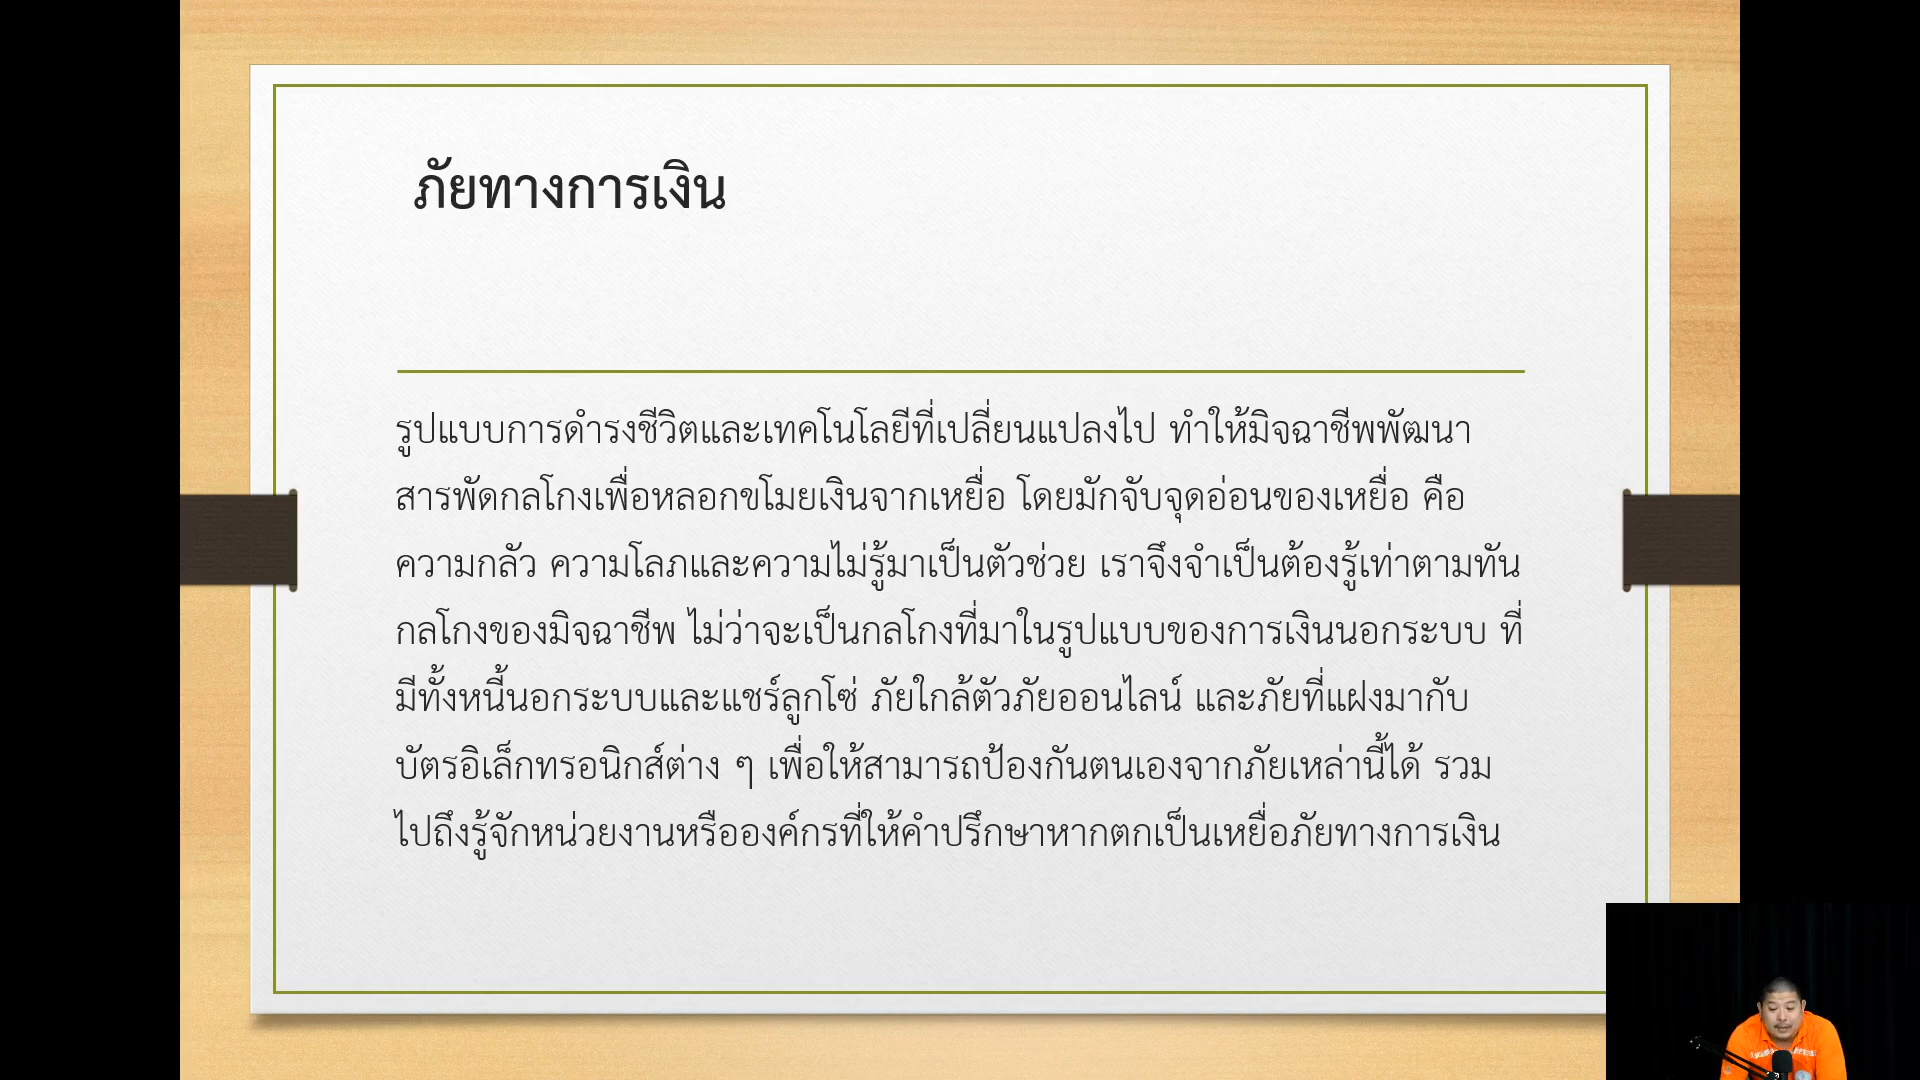 ภัยทางการเงิน
รูปแบบการดำรงชีวิตและเทคโนโลยีที่เปลี่ยนแปลงไป ทำให้มิจฉาชีพพัฒนา
สารพัดกลโกงเพื่อหลอกขโมยเงินจากเหยื่อ โดยมักจับจุดอ่อนของเหยื่อ คือ
ความกลัว ความโลภและความไม่รู้มาเป็นตัวช่วย เราจึงจำเป็นต้องรู้เท่าตามทัน
กลโกงของมิจฉาชีพ ไม่ว่าจะเป็นกลโกงที่มาในรูปแบบของการเงินนอกระบบ ที่
มีทั้งหนี้นอกระบบและแชร์ลูกโซ่ ภัยใกล้ตัวภัยออนไลน์ และภัยที่แฝงมากับ
บัตรอิเล็กทรอนิกส์ต่าง ๆ เพื่อให้สามารถป้องกันตนเองจากภัยเหล่านี้ได้ รวม
ไปถึงรู้จักหน่วยงานหรือองค์กรที่ให้คำปรึกษาหากตกเป็นเหยื่อภัยทางการเงิน